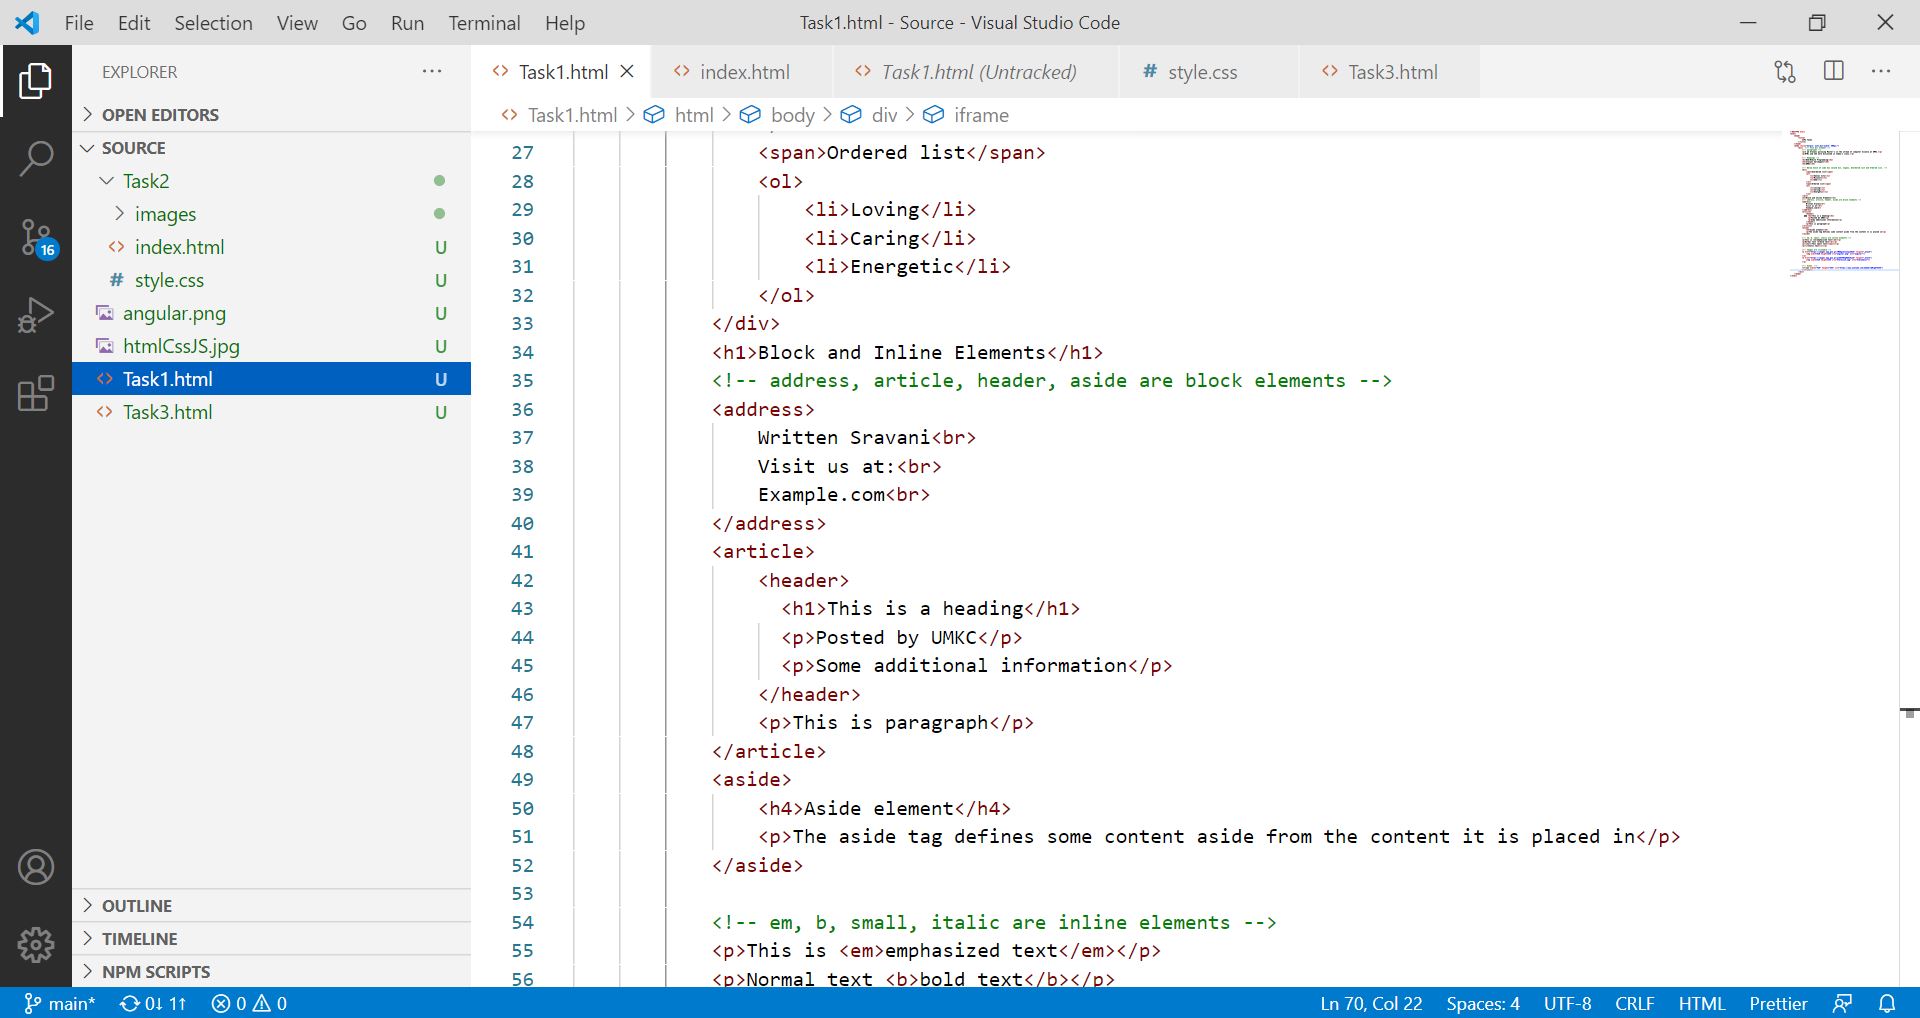 File Edit Selection View Go Run Terminal Help Task1.html - Source - Visual Studio Code
EXPLORER
Task1.html index.html Task1.html (Untracked) # style.css Task3.html
OPEN EDITORS
Task1.html > html > body > div > iframe
SOURCE
Task2
images
index.html U
# style.css U
angular.png U
htmlCssJS.jpg U
Task1.html U
Task3.html U
16
OUTLINE
TIMELINE
NPM SCRIPTS
27 <span>Ordered list</span>
28 <ol>
29 <li>Loving</li>
30 <li>Caring</li>
31 <li>Energetic</li>
32 </ol>
33 </div>
34 <h1>Block and Inline Elements</h1>
35 <!-- address, article, header, aside are block elements -->
36 <address>
37 Written Sravani<br>
38 Visit us at:<br>
39 Example.com<br>
40 </address>
41 <article>
42 <header>
43 <h1>This is a heading</h1>
44 <p>Posted by UMKC</p>
45 <p>Some additional information</p>
46 </header>
47 <p>This is paragraph</p>
48 </article>
49 <aside>
50 <h4>Aside element</h4>
51 <p>The aside tag defines some content aside from the content it is placed in</p>
52 </aside>
53
54 <!-- em, b, small, italic are inline elements -->
55 <p>This is <em>emphasized text</em></p>
56 <p>Normal text <b>bold text</b></p>
main* 0↓ 1↑ 0 0 Ln 70, Col 22 Spaces: 4 UTF-8 CRLF HTML Prettier